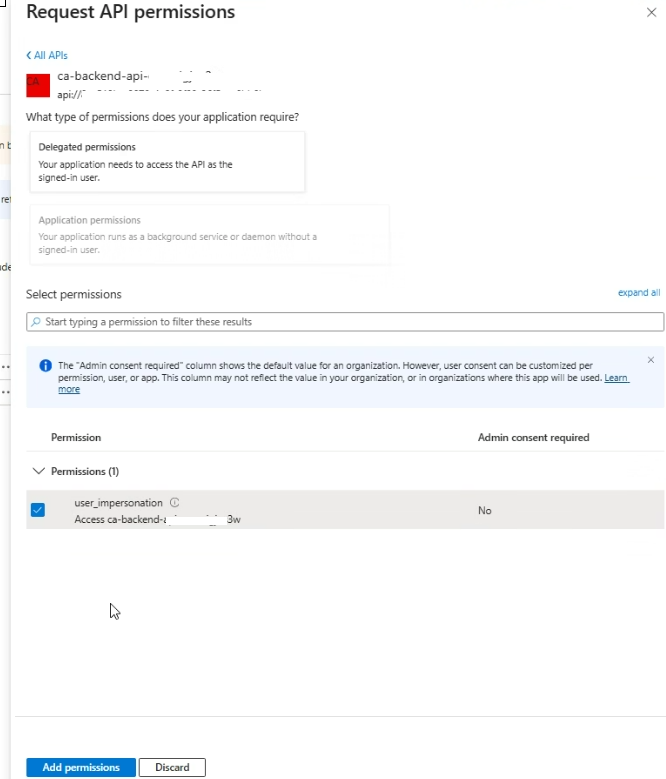 Request API permissions
All APIs
CA
ca-backend-api-
api://
What type of permissions does your application require?
Delegated permissions
Your application needs to access the API as the
signed-in user.
Application permissions
Your application runs as a background service or daemon without a
signed-in user.
Select permissions
expand all
Start typing a permission to filter these results
The "Admin consent required" column shows the default value for an organization. However, user consent can be customized per
permission, user, or app. This column may not reflect the value in your organization, or in organizations where this app will be used. Learn
more
Permission Admin consent required
Permissions (1)
user_impersonation
Access ca-backend-a 3w
No
Add permissions Discard